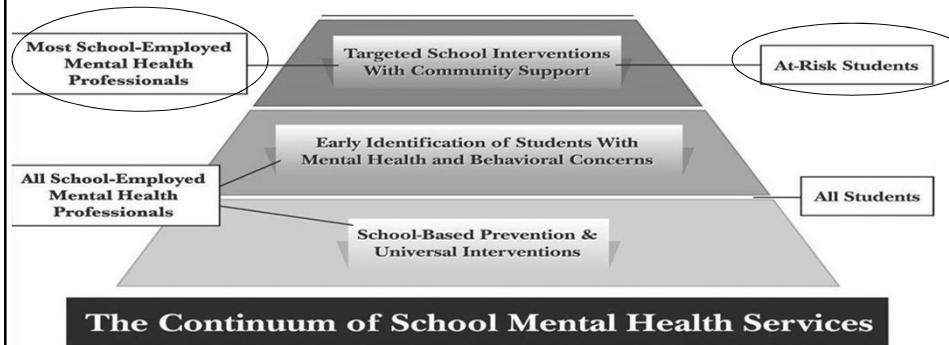 Most School-Employed
Mental Health
Professionals
Targeted School Interventions
With Community Support
At-Risk Students
Early Identification of Students With
Mental Health and Behavioral Concerns
All School-Employed
Mental Health
Professionals
All Students
School-Based Prevention &
Universal Interventions
The Continuum of School Mental Health Services